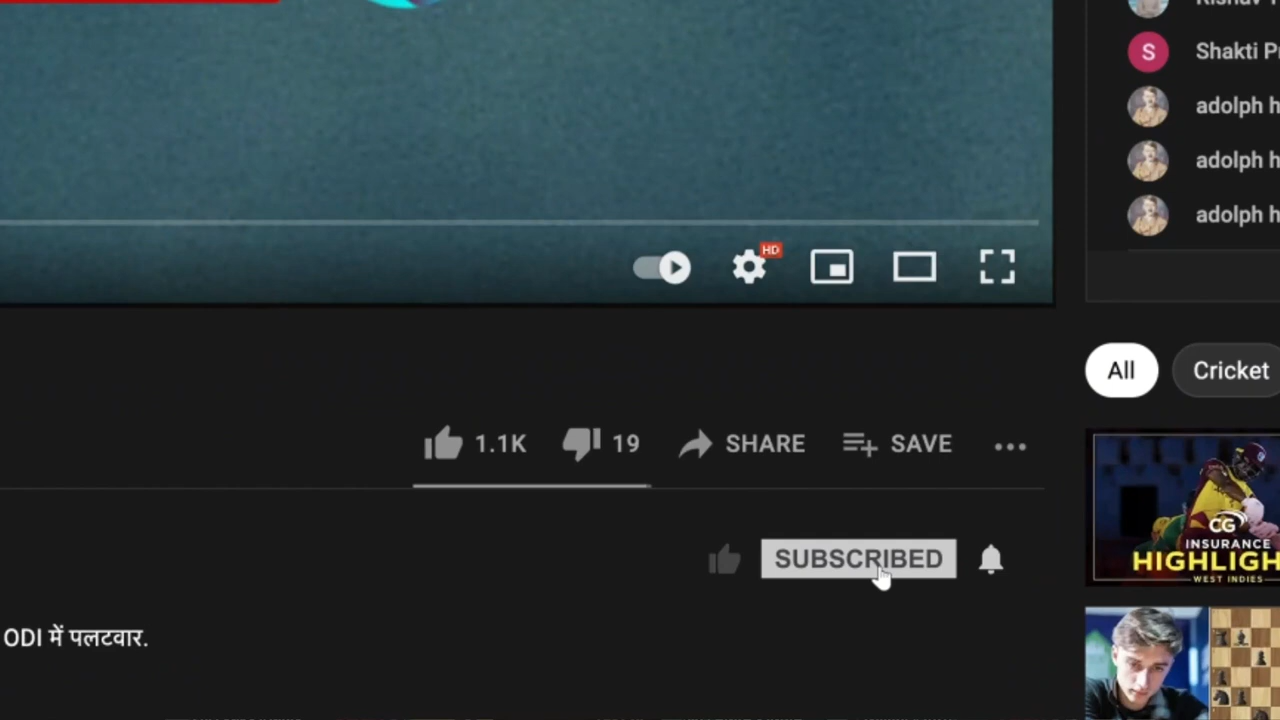 Shakti P
adolph h
adolph h
adolph h
S
HD
All
Cricket
1.1K
19
SHARE
SAVE
CG
INSURANCE
HIGHLIGH
WEST INDIES
SUBSCRIBED
ODI में पलटवार.